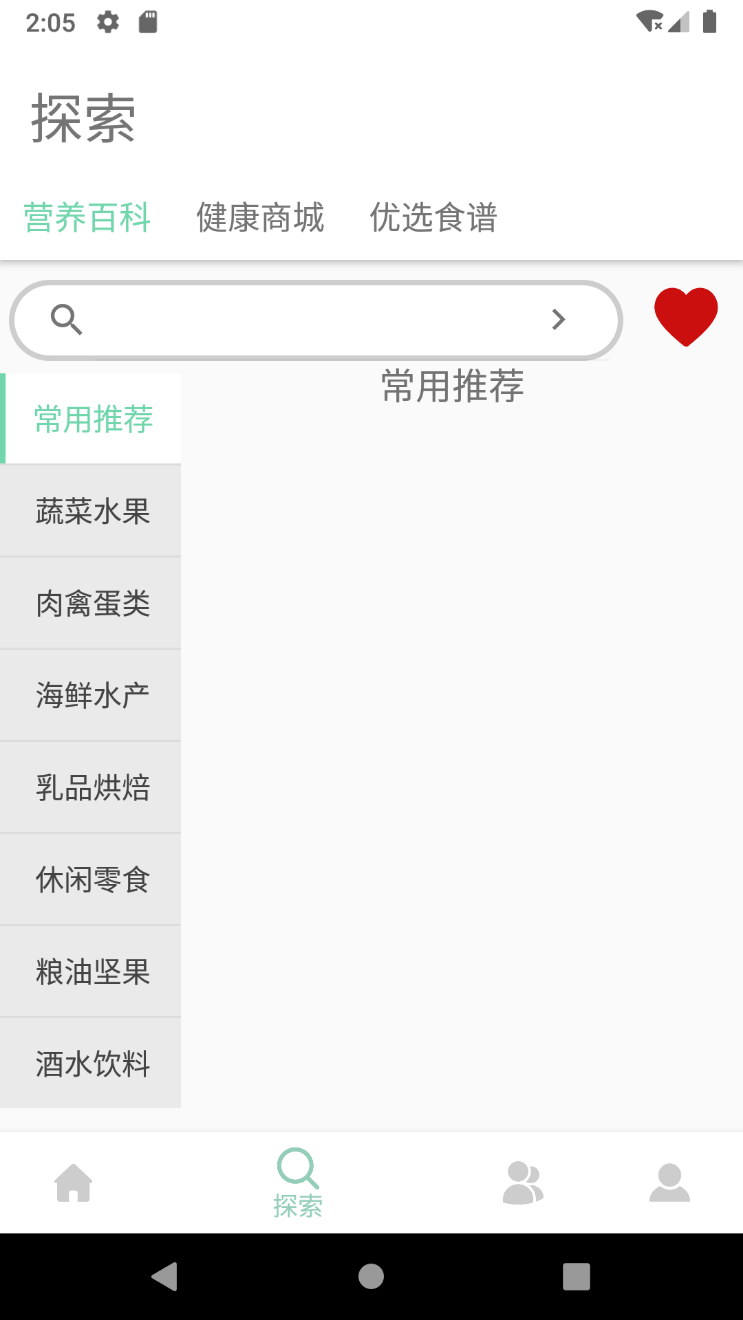 2:05
探索
营养百科 健康商城 优选食谱
常用推荐
常用推荐
蔬菜水果
肉禽蛋类
海鲜水产
乳品烘焙
休闲零食
粮油坚果
酒水饮料
探索